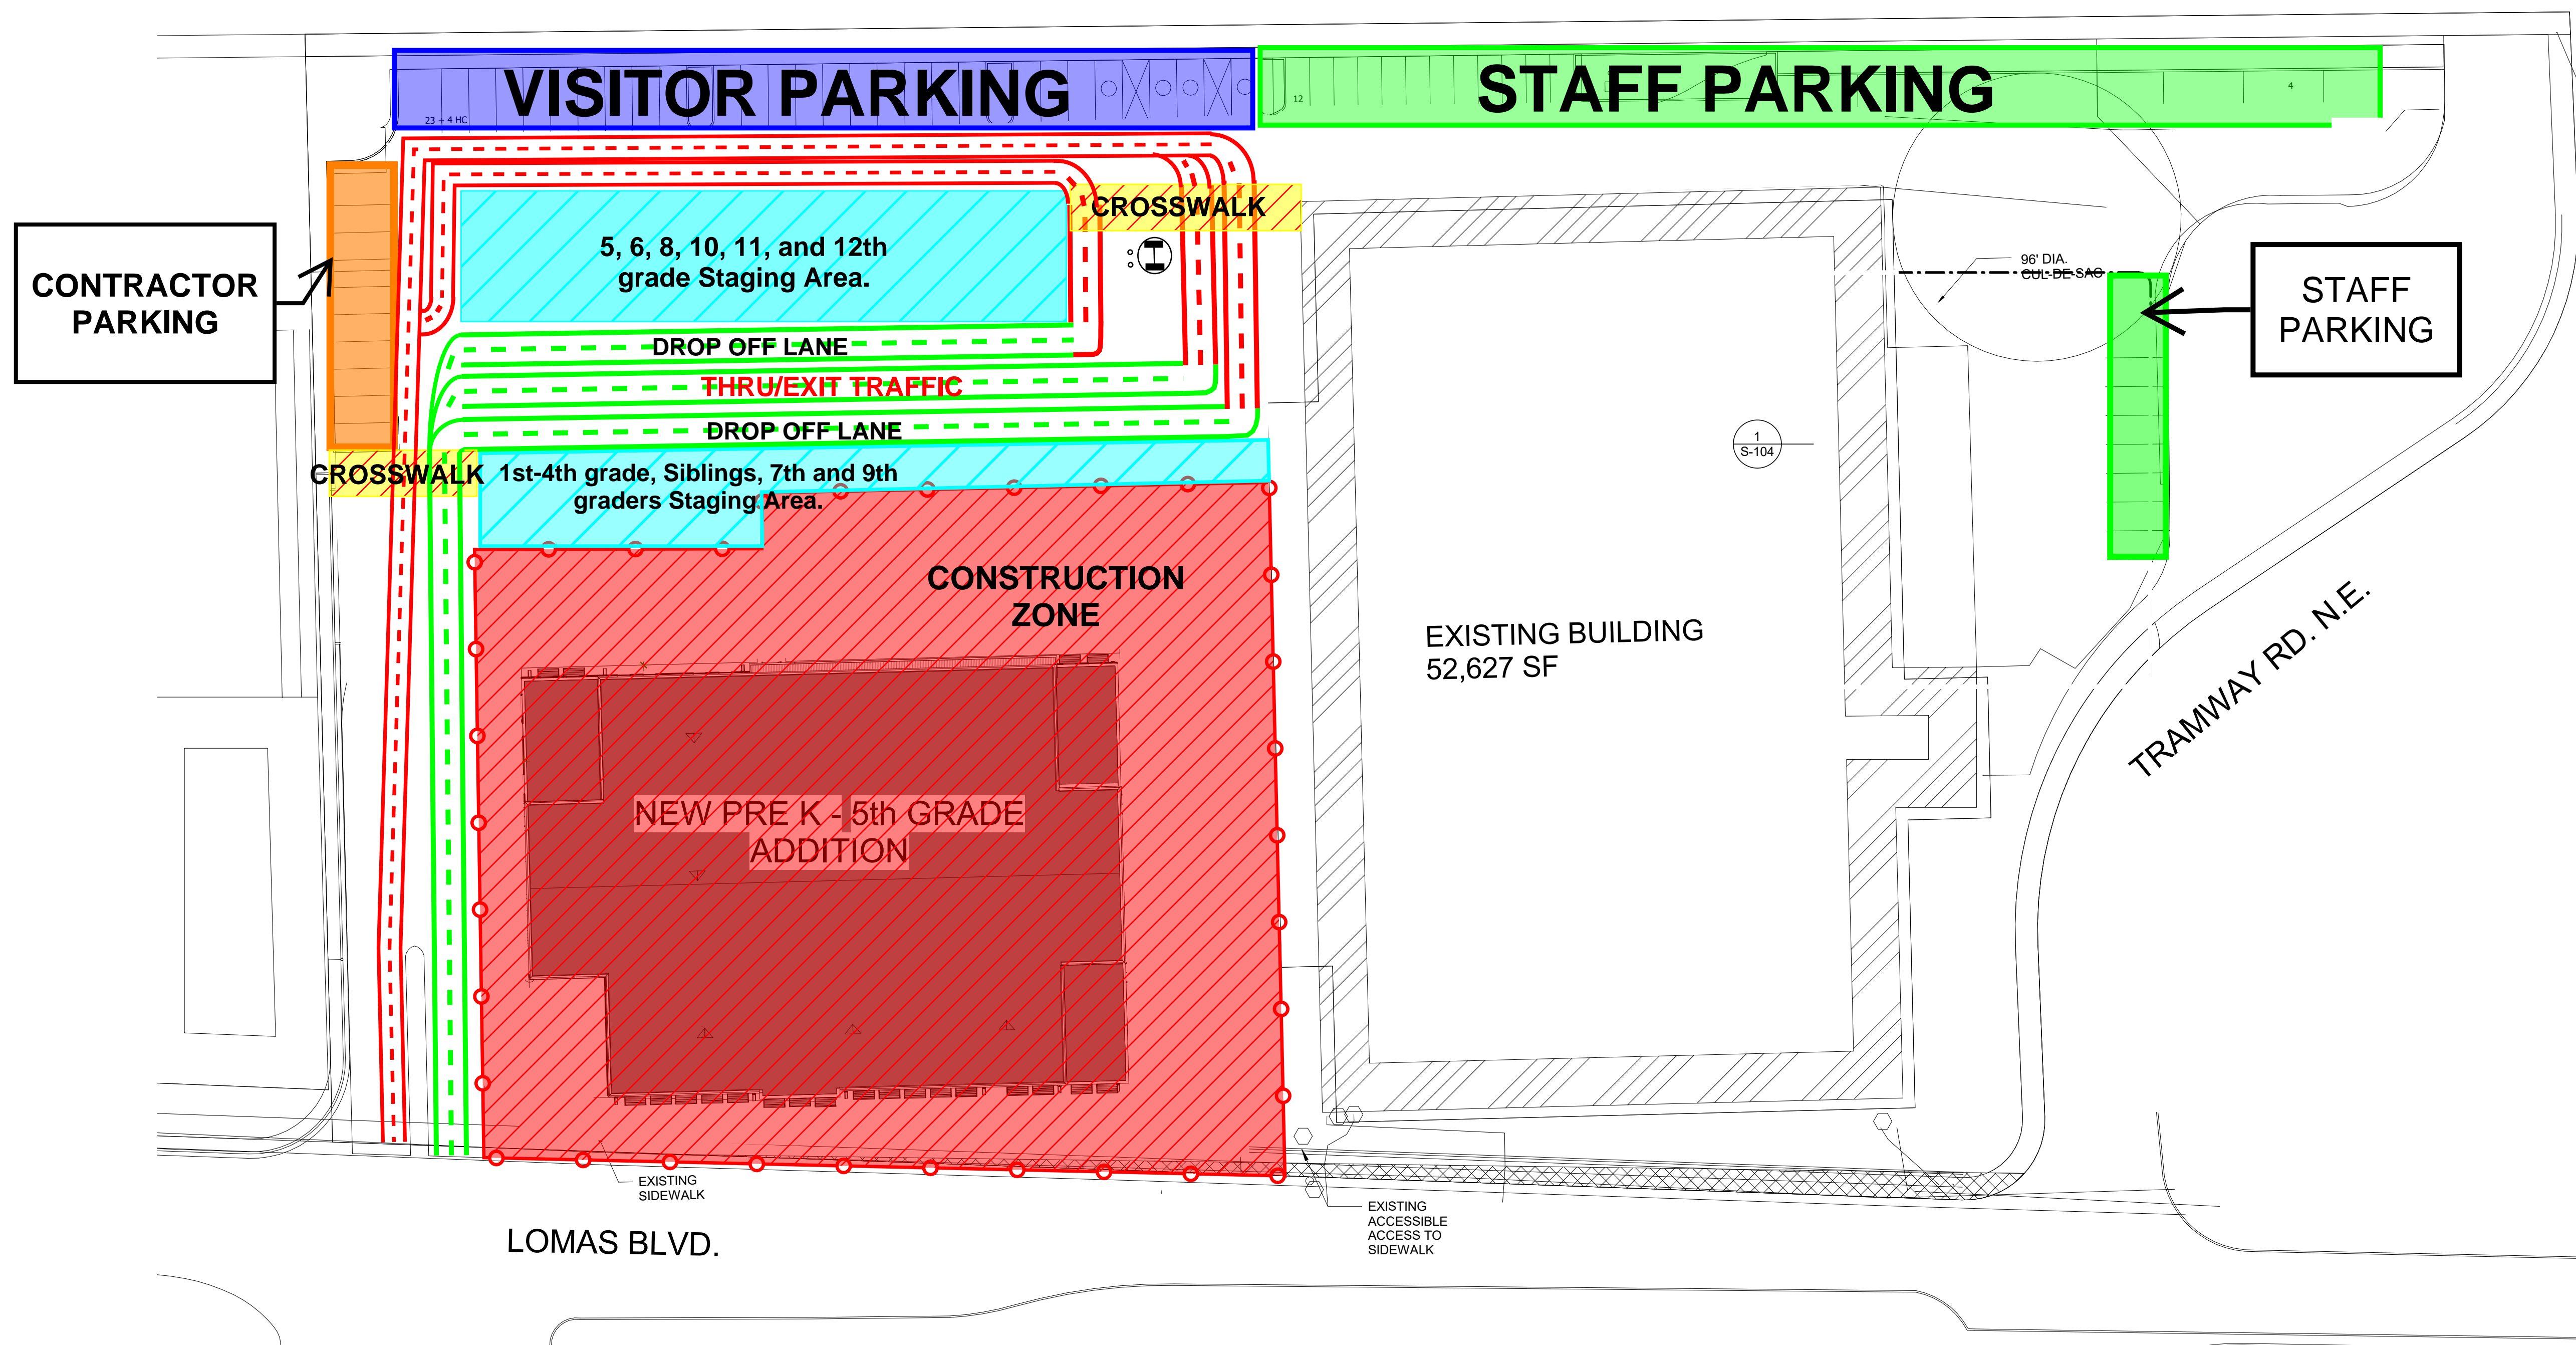 VISITOR PARKING
STAFF PARKING
23 + 4 HC
12
4
CROSSWALK
5, 6, 8, 10, 11, and 12th
grade Staging Area.
CONTRACTOR
PARKING
96' DIA.
CUL-DE-SAC
STAFF
PARKING
DROP OFF LANE
THRU/EXIT TRAFFIC
DROP OFF LANE
1
S-104
CROSSWALK
1st-4th grade, Siblings, 7th and 9th
graders Staging Area.
CONSTRUCTION
ZONE
EXISTING BUILDING
52,627 SF
TRAMWAY RD. N.E.
NEW PRE K - 5th GRADE
ADDITION
EXISTING
SIDEWALK
EXISTING
ACCESSIBLE
ACCESS TO
SIDEWALK
LOMAS BLVD.